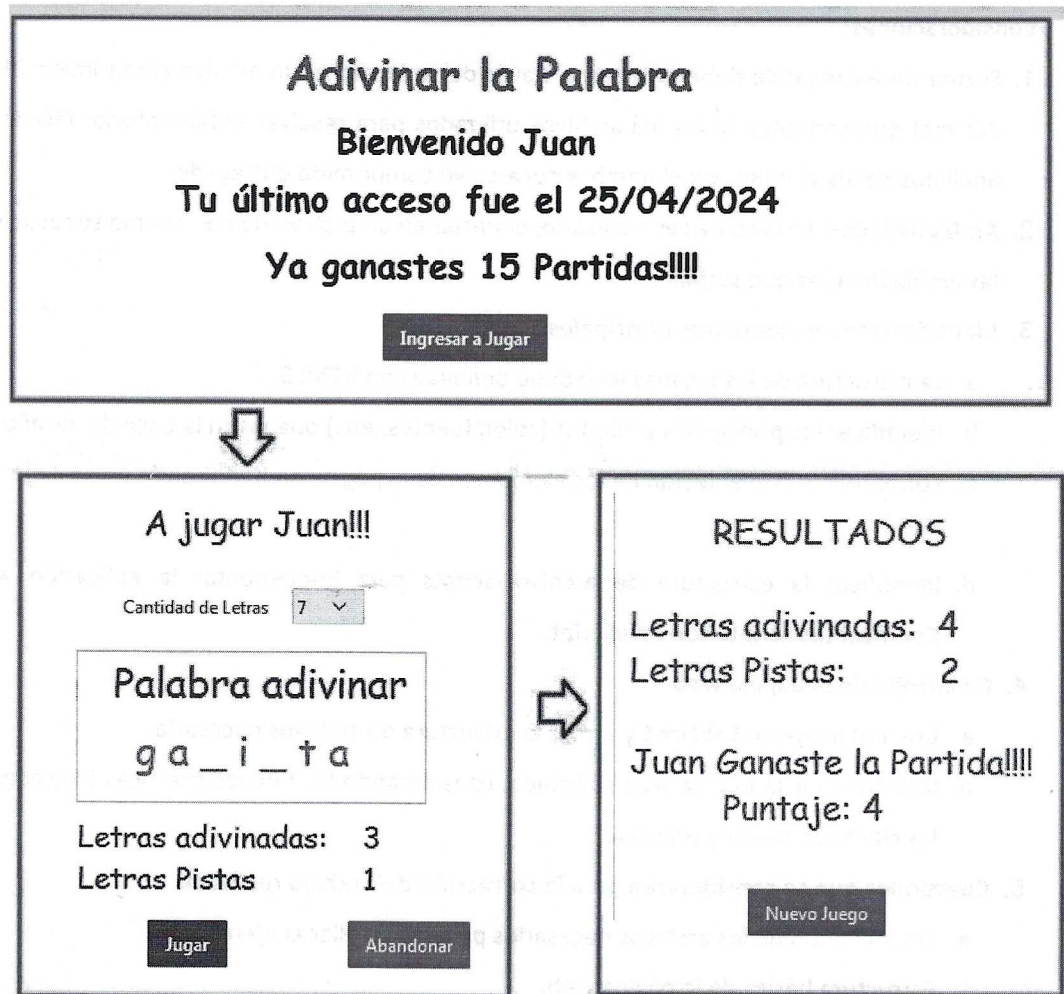 Adivinar la Palabra
Bienvenido Juan
Tu último acceso fue el 25/04/2024
Ya ganastes 15 Partidas!!!!
Ingresar a Jugar
A jugar Juan!!!
Cantidad de Letras 7
Palabra adivinar
g a _ i _ t a
Letras adivinadas: 3
Letras Pistas 1
Jugar Abandonar
RESULTADOS
Letras adivinadas: 4
Letras Pistas: 2
Juan Ganaste la Partida!!!!
Puntaje: 4
Nuevo Juego